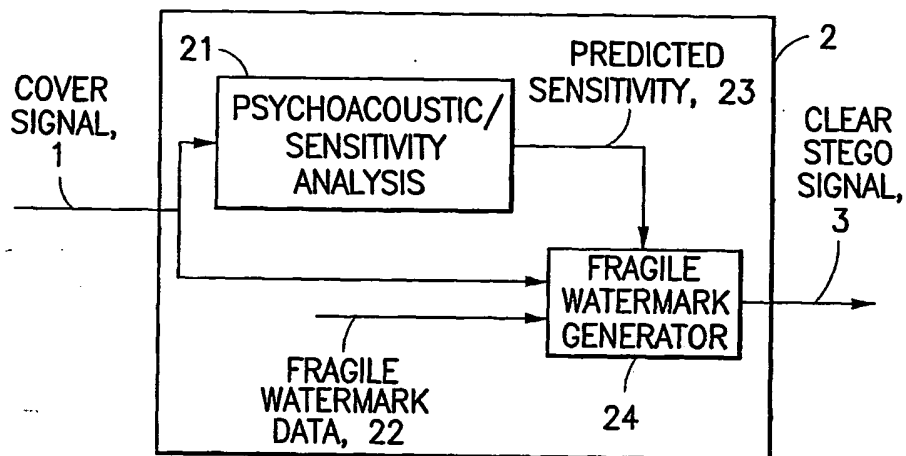 21
PREDICTED
SENSITIVITY, 23
2
COVER
SIGNAL,
1
PSYCHOACOUSTIC/
SENSITIVITY
ANALYSIS
CLEAR
STEGO
SIGNAL,
3
FRAGILE
WATERMARK
GENERATOR
FRAGILE
WATERMARK
DATA, 22
24